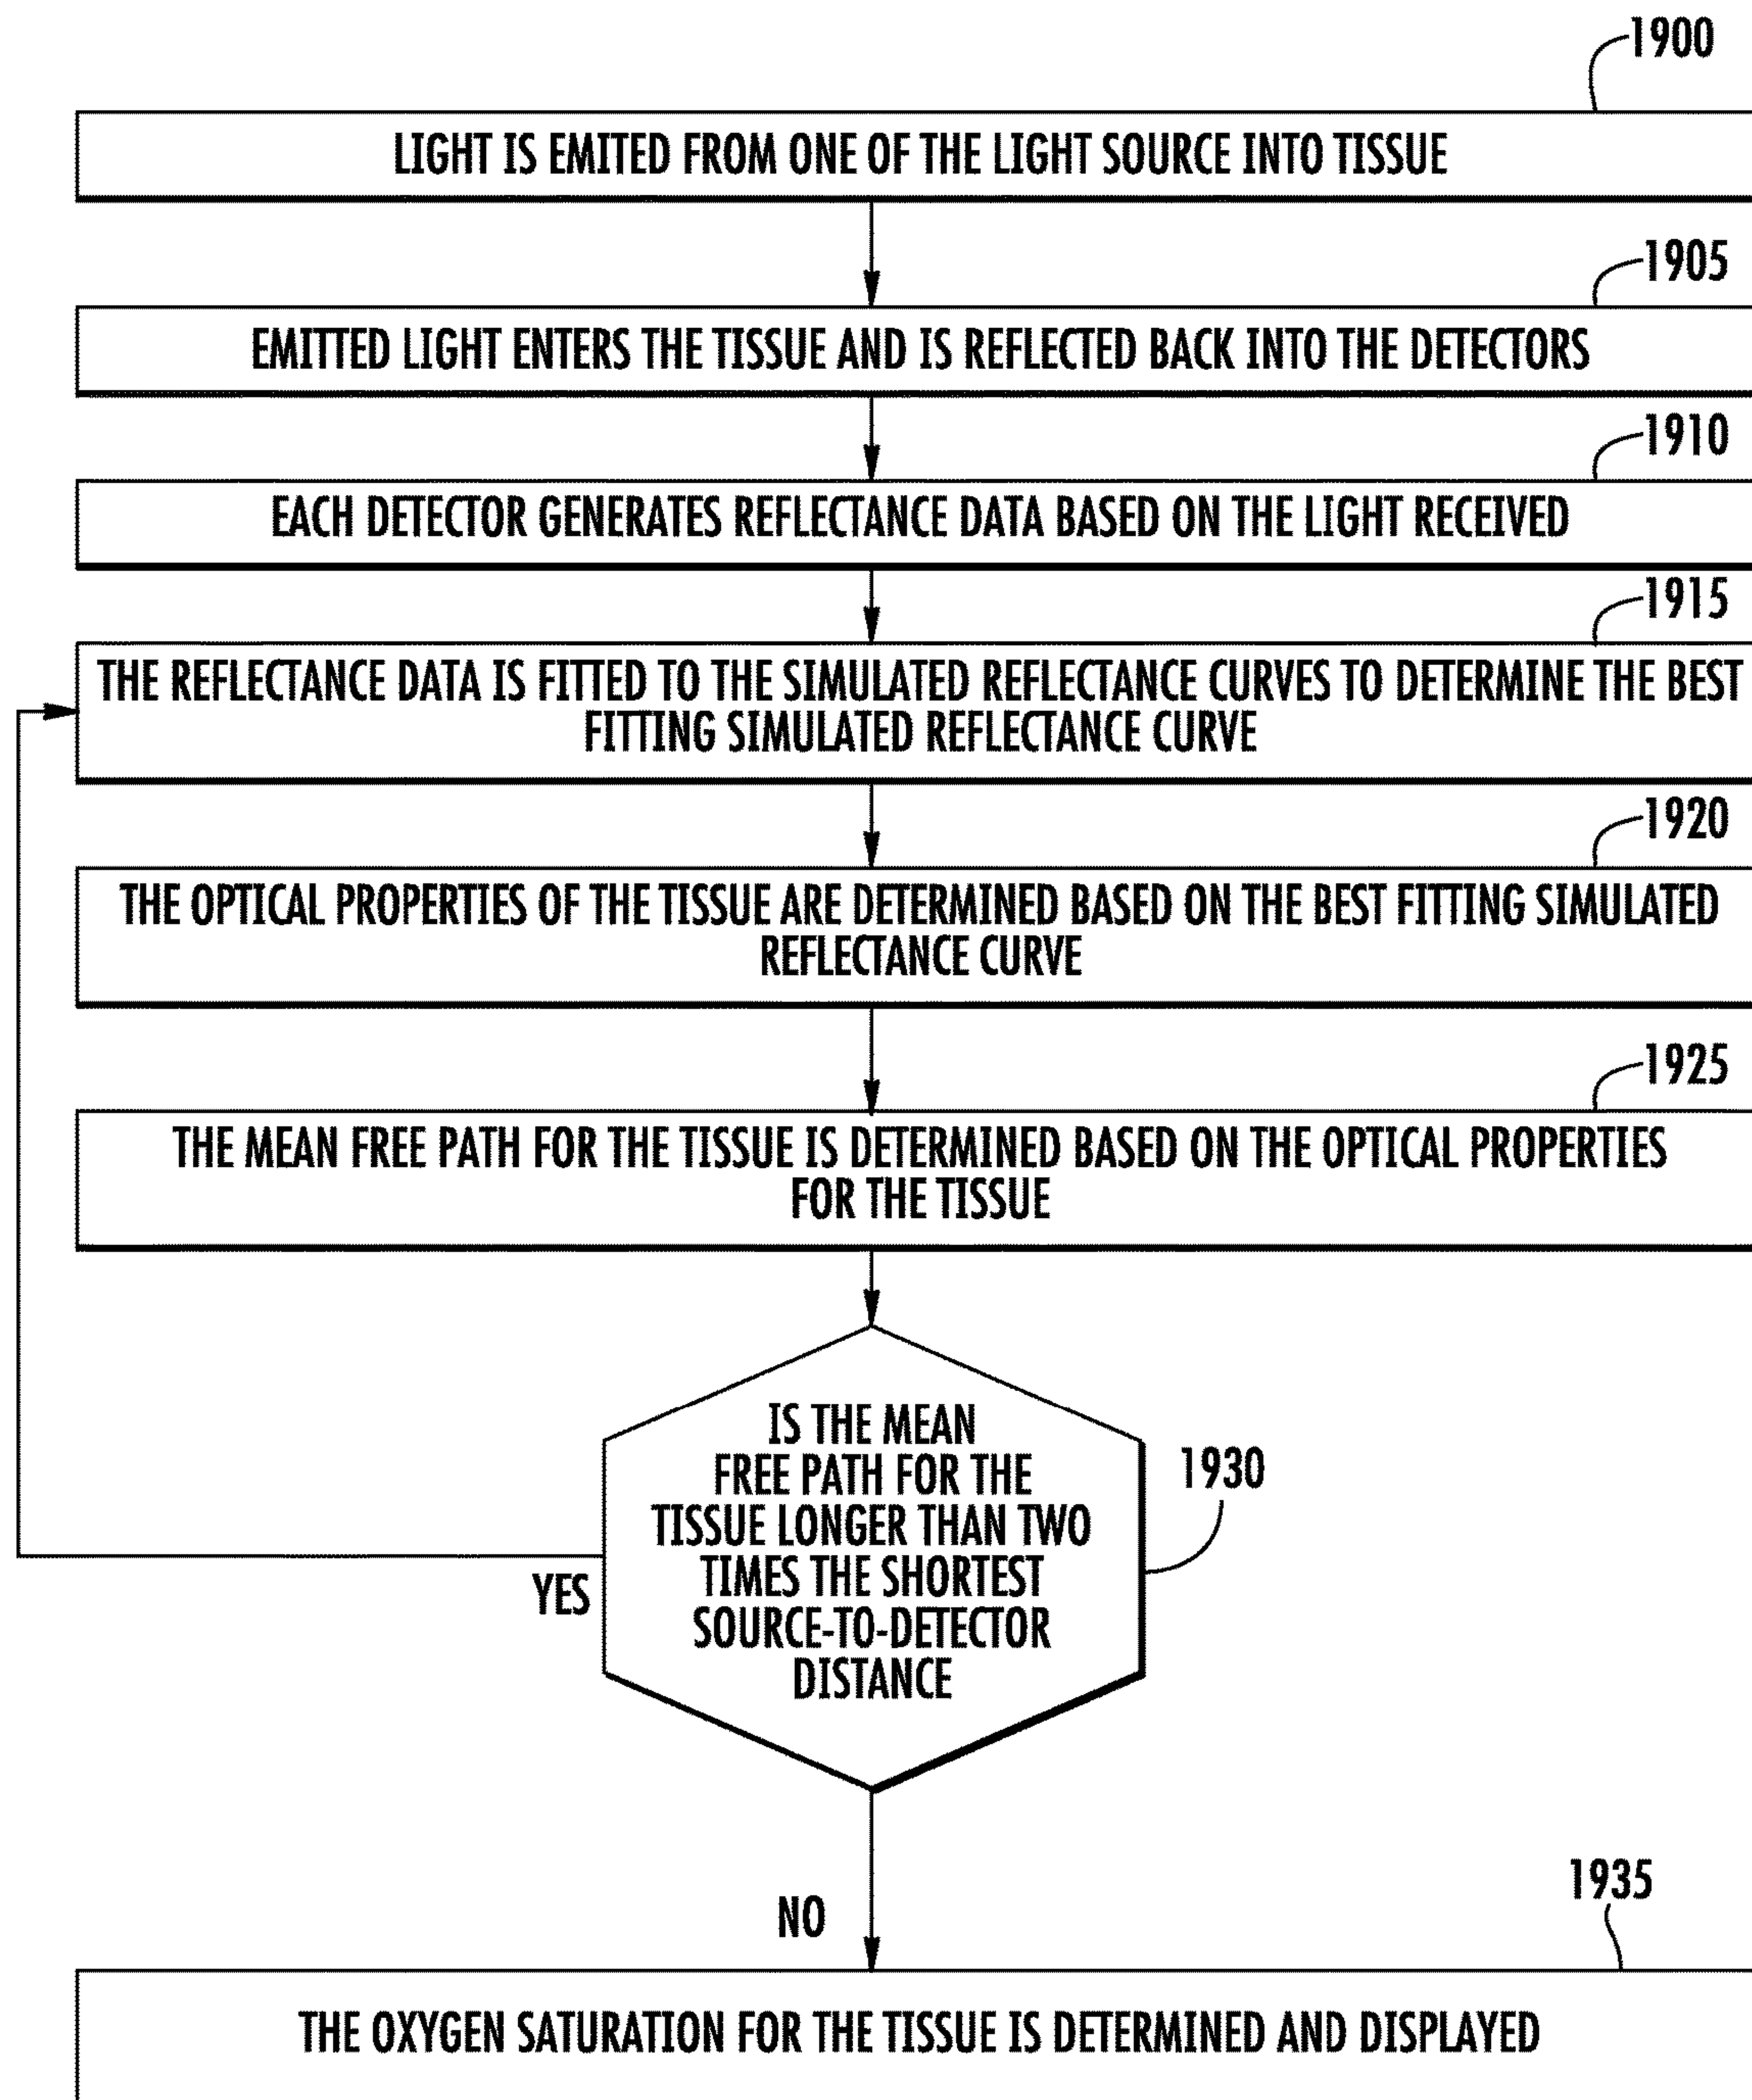 1900
LIGHT IS EMITED FROM ONE OF THE LIGHT SOURCE INTO TISSUE
1905
EMITTED LIGHT ENTERS THE TISSUE AND IS REFLECTED BACK INTO THE DETECTORS
1910
EACH DETECTOR GENERATES REFLECTANCE DATA BASED ON THE LIGHT RECEIVED
1915
THE REFLECTANCE DATA IS FITTED TO THE SIMULATED REFLECTANCE CURVES TO DETERMINE THE BEST
FITTING SIMULATED REFLECTANCE CURVE
1920
THE OPTICAL PROPERTIES OF THE TISSUE ARE DETERMINED BASED ON THE BEST FITTING SIMULATED
REFLECTANCE CURVE
1925
THE MEAN FREE PATH FOR THE TISSUE IS DETERMINED BASED ON THE OPTICAL PROPERTIES
FOR THE TISSUE
IS THE MEAN
FREE PATH FOR THE
TISSUE LONGER THAN TWO
TIMES THE SHORTEST
SOURCE-TO-DETECTOR
DISTANCE
1930
YES
NO
1935
THE OXYGEN SATURATION FOR THE TISSUE IS DETERMINED AND DISPLAYED